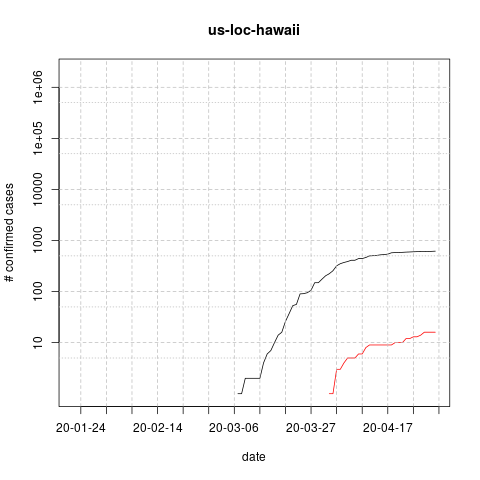 us-loc-hawaii
# confirmed cases
1e+06
1e+05
10000
1000
100
10
20-01-24
20-02-14
20-03-06
20-03-27
20-04-17
date